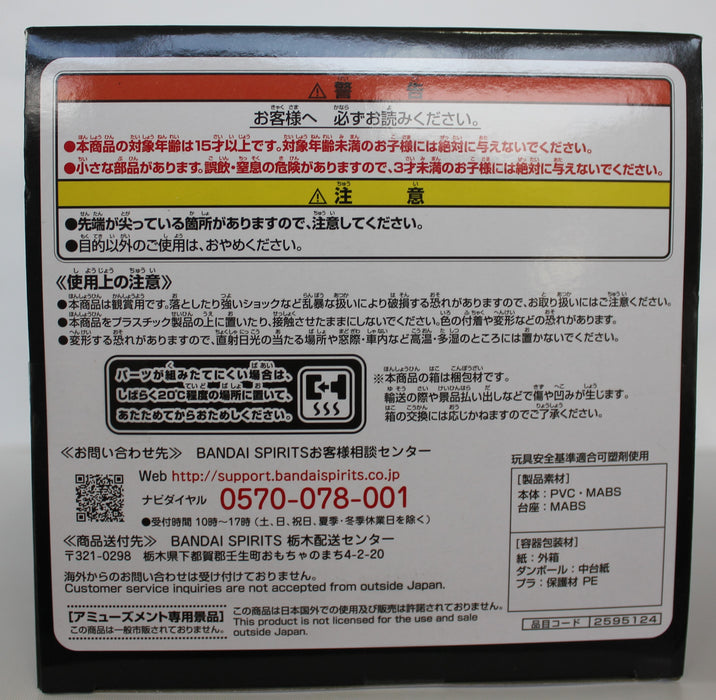 ⚠警　告
お客様へ 必ずお読みください。
●本商品の対象年齢は15才以上です。対象年齢未満のお子様には絶対に与えないでください。
●小さな部品があります。誤飲・窒息の危険がありますので、3才未満のお子様には絶対に与えないでください。
⚠注　意
●先端が尖っている箇所がありますので、注意してください。
●目的以外のご使用は、おやめください。
《使用上の注意》
●本商品は観賞用です。落としたり強いショックなど乱暴な扱いにより破損する恐れがありますので、お取り扱いにはご注意ください。
●本商品をプラスチック製品の上に置いたり、接触させたままにしないでください。色の付着や変形などの恐れがあります。
●変形する恐れがありますので、直射日光の当たる場所や窓際・車内など高温・多湿のところには置かないでください。
パーツが組みたてにくい場合は、
しばらく20℃程度の場所に置いて、
あたためてからおためしください。
※本商品の箱は梱包材です。
輸送の際や景品払い出しなどで傷や凹みが生じます。
箱の交換には応じかねますのでご了承ください。
《お問い合わせ先》 BANDAI SPIRITSお客様相談センター
Web http://support.bandaispirits.co.jp
ナビダイヤル 0570-078-001
●受付時間 10時〜17時（土、日、祝日、夏季・冬季休業日を除く）
《商品送付先》 BANDAI SPIRITS 栃木配送センター
〒321-0298 栃木県下都賀郡壬生町おもちゃのまち4-2-20
海外からのお問い合わせは受け付けておりません。
Customer service inquiries are not accepted from outside Japan.
[アミューズメント専用景品]
この商品は一般市販されておりません。
この商品は日本国外での使用及び販売は許諾されておりません。
This product is not licensed for the use and sale
outside Japan.
玩具安全基準適合可塑剤使用
[製品素材]
本体：PVC・MABS
台座：MABS
[容器包装材]
紙：外箱
ダンボール：中台紙
プラ：保護材 PE
品目コード 2595124